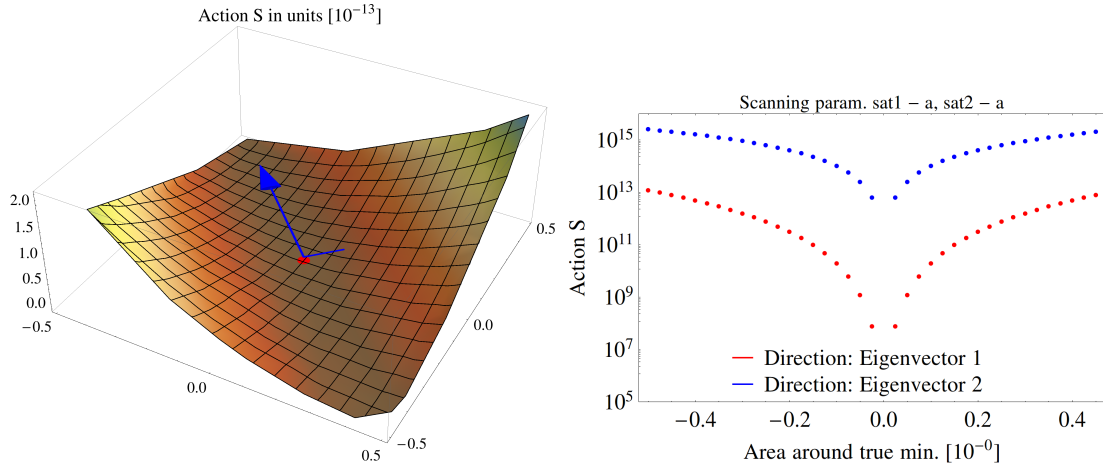 Action S in units [10^-13]
2.0
1.5
1.0
0.5
0.0
−0.5
0.0
0.5
−0.5
0.0
0.5
Scanning param. sat1 − a, sat2 − a
Action S
10^15
10^13
10^11
10^9
10^7
10^5
Direction: Eigenvector 1
Direction: Eigenvector 2
−0.4 −0.2 0.0 0.2 0.4
Area around true min. [10^-0]